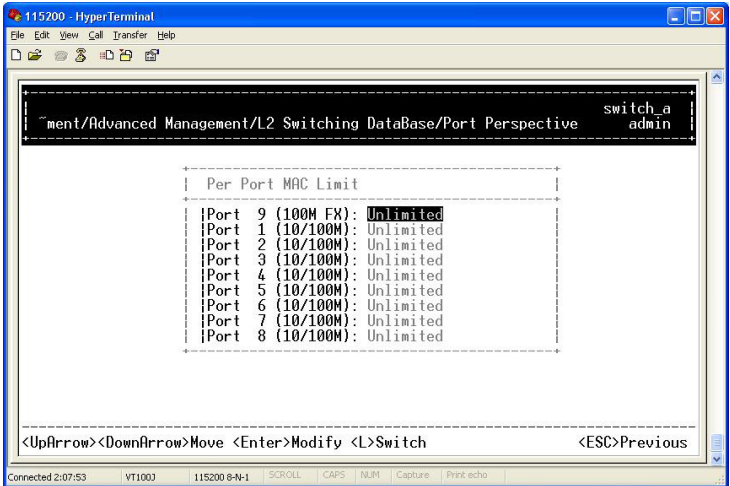 115200 - HyperTerminal
File Edit View Call Transfer Help
switch_a
~ment/Advanced Management/L2 Switching DataBase/Port Perspective admin
Per Port MAC Limit
|Port 9 (100M FX): Unlimited
|Port 1 (10/100M): Unlimited
|Port 2 (10/100M): Unlimited
|Port 3 (10/100M): Unlimited
|Port 4 (10/100M): Unlimited
|Port 5 (10/100M): Unlimited
|Port 6 (10/100M): Unlimited
|Port 7 (10/100M): Unlimited
|Port 8 (10/100M): Unlimited
<UpArrow><DownArrow>Move <Enter>Modify <L>Switch <ESC>Previous
Connected 2:07:53 VT100J 115200 8-N-1 SCROLL CAPS NUM Capture Print echo